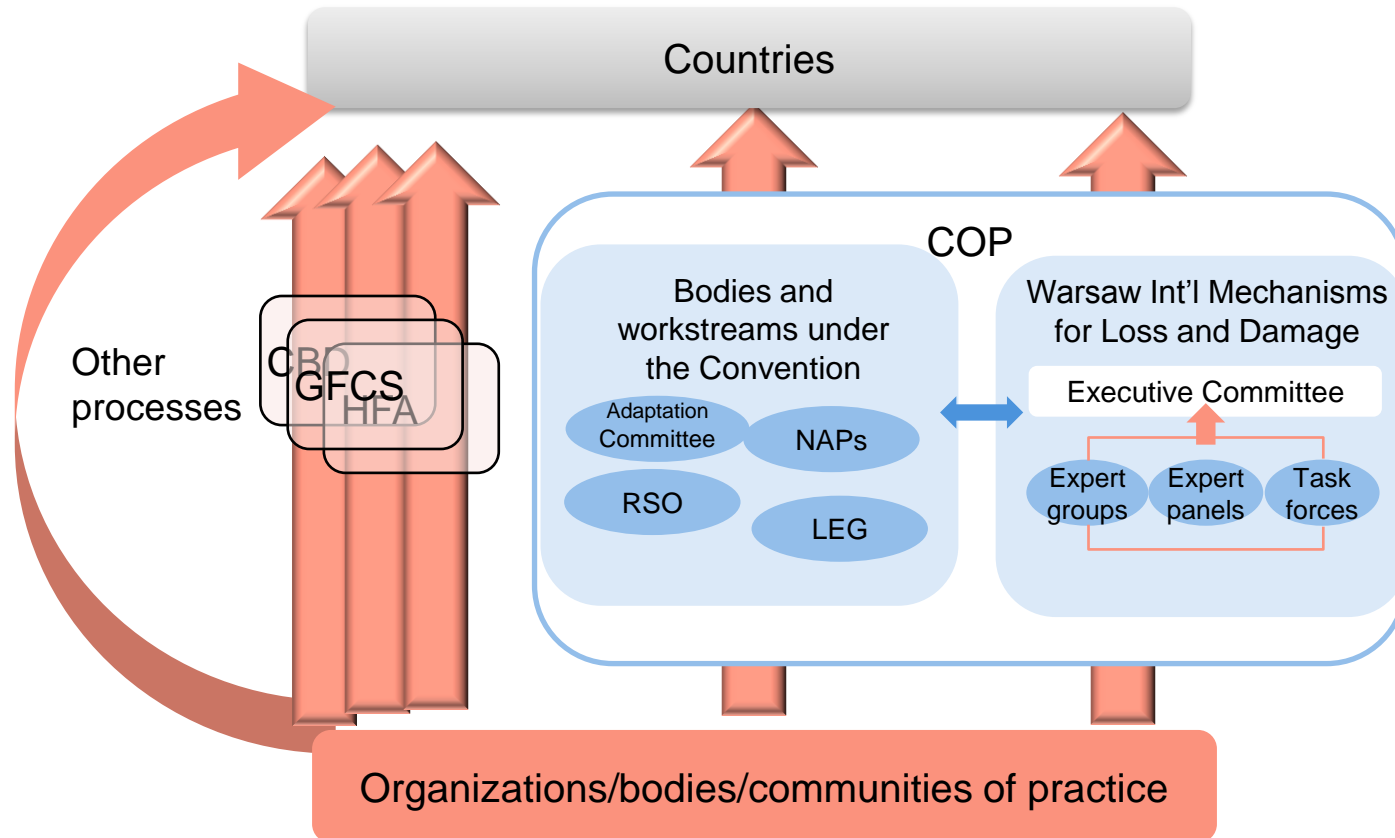 Countries
COP
Bodies and
workstreams under
the Convention
Adaptation
Committee
NAPs
RSO
LEG
Warsaw Int’l Mechanisms
for Loss and Damage
Executive Committee
Expert
groups
Expert
panels
Task
forces
Other
processes
CBD
GFCS
HFA
Organizations/bodies/communities of practice